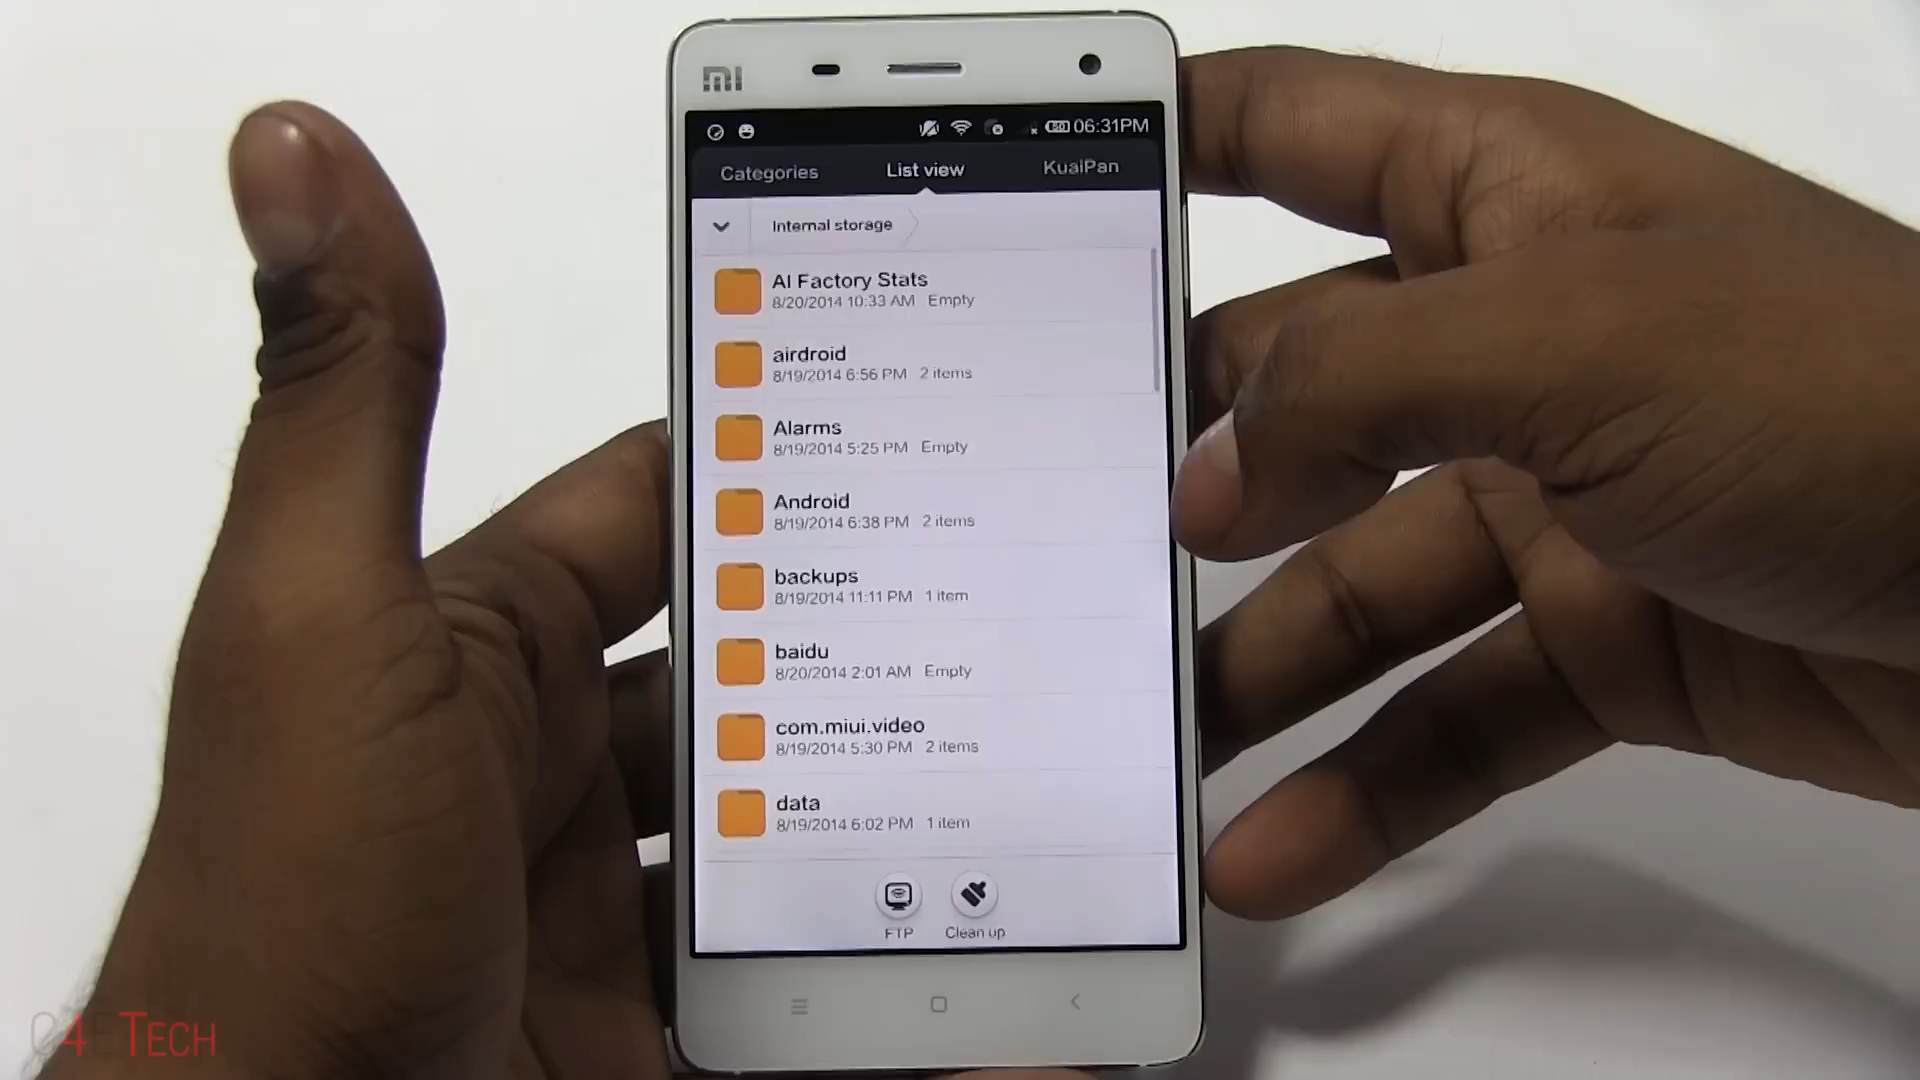 MI
50 06:31PM
Categories List view KuaiPan
Internal storage
AI Factory Stats
8/20/2014 10:33 AM Empty
airdroid
8/19/2014 6:56 PM 2 items
Alarms
8/19/2014 5:25 PM Empty
Android
8/19/2014 6:38 PM 2 items
backups
8/19/2014 11:11 PM 1 item
baidu
8/20/2014 2:01 AM Empty
com.miui.video
8/19/2014 5:30 PM 2 items
data
8/19/2014 6:02 PM 1 item
FTP Clean up
C4ETECH